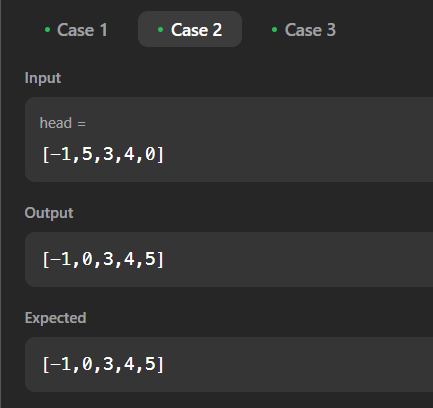 Case 1 Case 2 Case 3
Input
head =
[-1,5,3,4,0]
Output
[-1,0,3,4,5]
Expected
[-1,0,3,4,5]